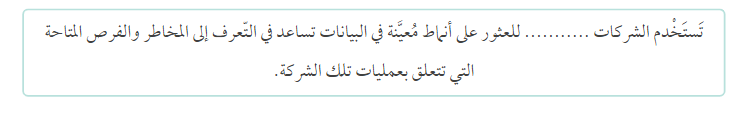 تَستَخْدم الشركات ........... للعثور على أنماط مُعيَّنة في البيانات تساعد في التّعرف إلى المخاطر والفرص المتاحة
التي تتعلق بعمليات تلك الشركة.